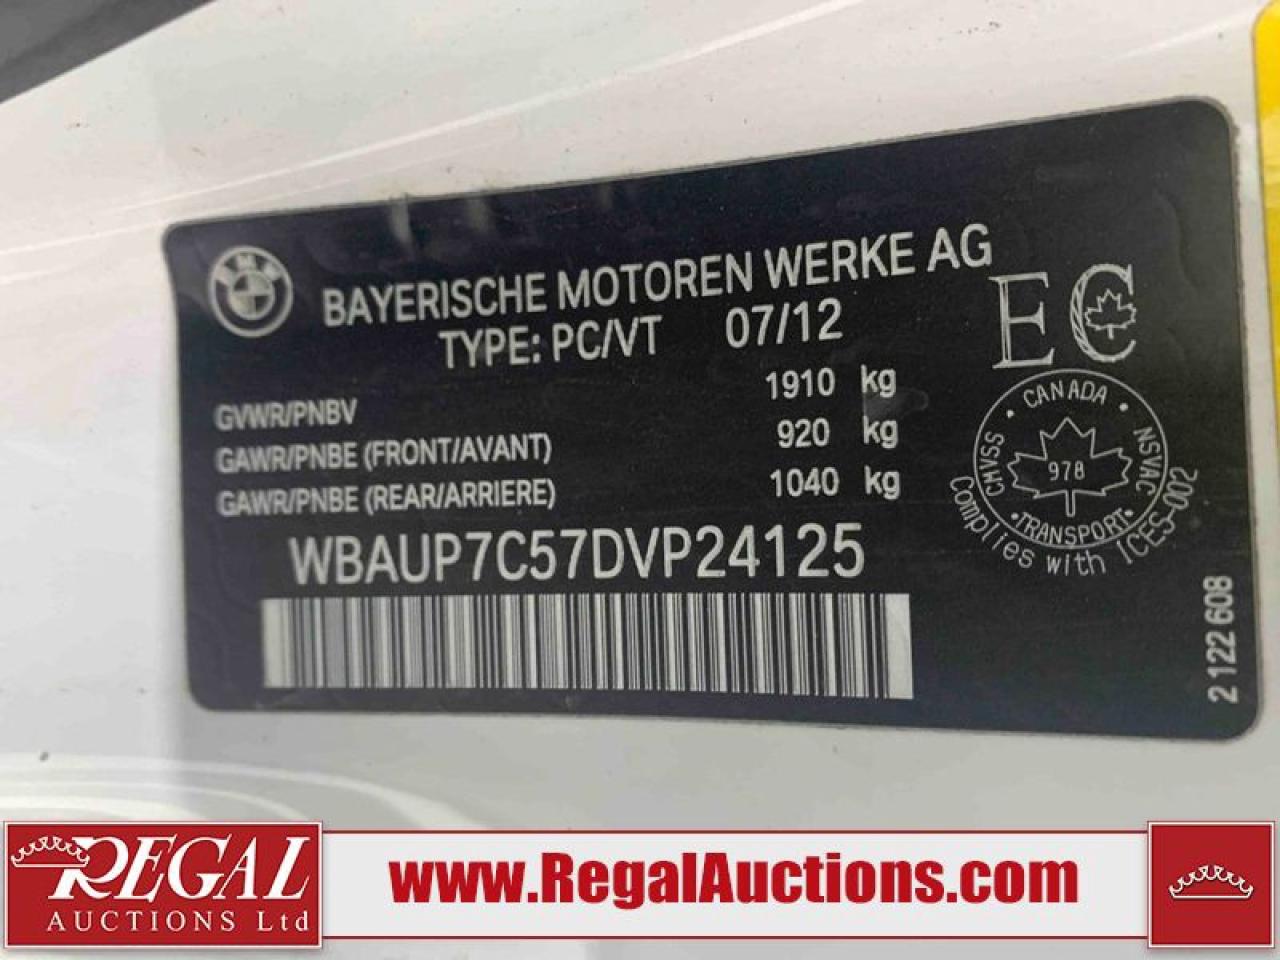 BMW
BAYERISCHE MOTOREN WERKE AG
TYPE: PC/VT 07/12
GVWR/PNBV 1910 kg
GAWR/PNBE (FRONT/AVANT) 920 kg
GAWR/PNBE (REAR/ARRIERE) 1040 kg
WBAUP7C57DVP24125
EC
CANADA
CMVSS 978 NSVAC
TRANSPORT
Complies with ICES-002
2 122 608
REGAL
AUCTIONS Ltd
www.RegalAuctions.com